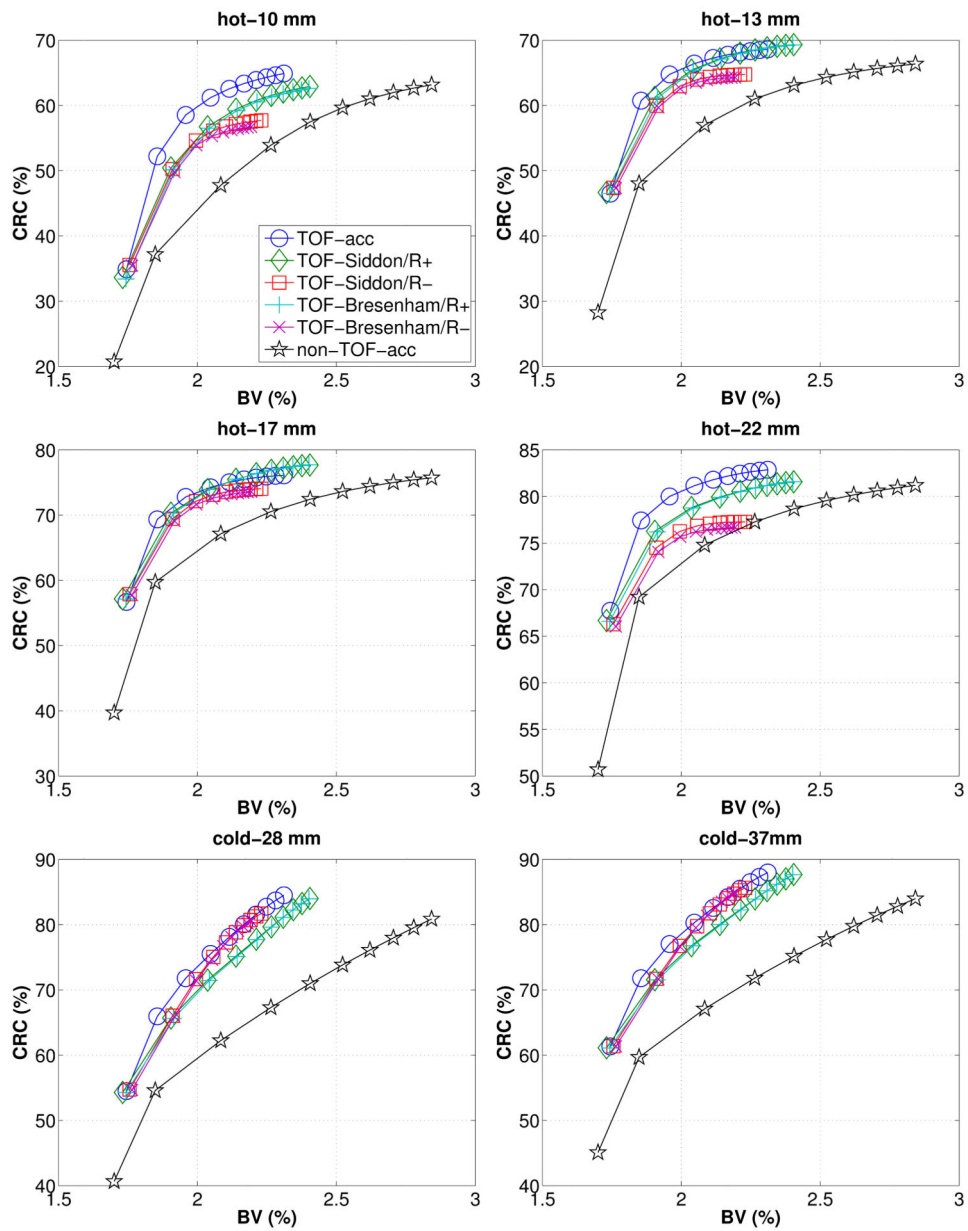 hot−10 mm
70
60
50
40
30
20
CRC (%)
TOF−acc
TOF−Siddon/R+
TOF−Siddon/R−
TOF−Bresenham/R+
TOF−Bresenham/R−
non−TOF−acc
1.5 2 2.5 3
BV (%)
hot−13 mm
70
60
50
40
30
20
CRC (%)
1.5 2 2.5 3
BV (%)
hot−17 mm
80
70
60
50
40
30
CRC (%)
1.5 2 2.5 3
BV (%)
hot−22 mm
85
80
75
70
65
60
55
50
CRC (%)
1.5 2 2.5 3
BV (%)
cold−28 mm
90
80
70
60
50
40
CRC (%)
1.5 2 2.5 3
BV (%)
cold−37mm
90
80
70
60
50
40
CRC (%)
1.5 2 2.5 3
BV (%)